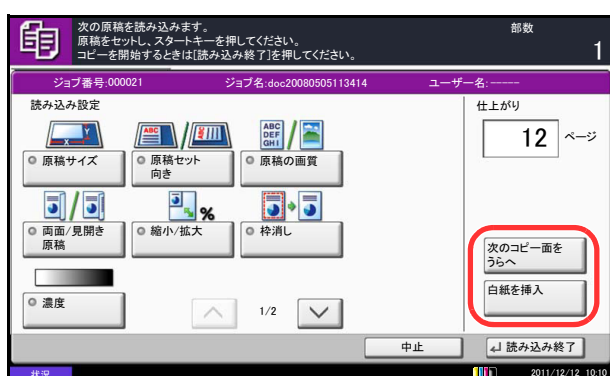 次の原稿を読み込みます。
原稿をセットし、スタートキーを押してください。
コピーを開始するときは[読み込み終了]を押してください。
部数
1
ジョブ番号:000021
ジョブ名:doc20080505113414
ユーザー名:-----
読み込み設定
仕上がり
12 ページ
ABC
ABC
DEF
GHI
原稿サイズ
原稿セット
向き
原稿の画質
%
両面/見開き
原稿
縮小/拡大
枠消し
次のコピー面を
うらへ
白紙を挿入
濃度
1/2
中止
読み込み終了
状況
2011/12/12 10:10